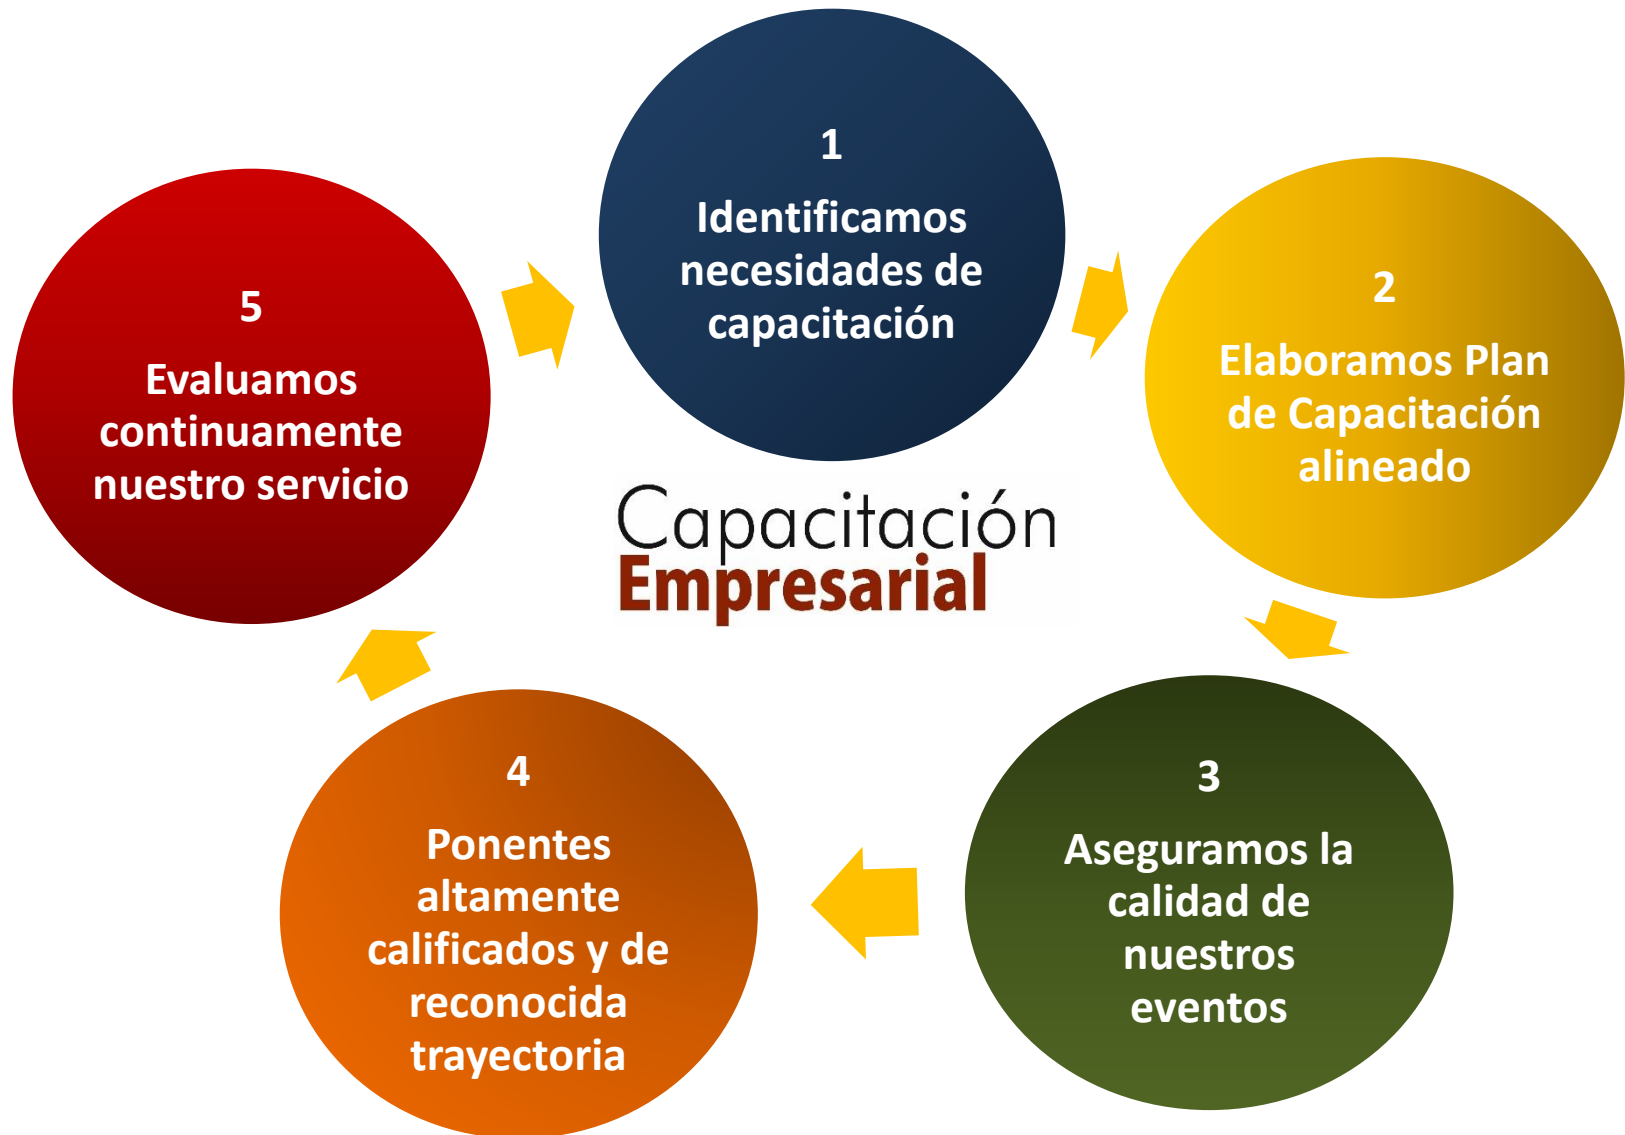 1
Identificamos
necesidades de
capacitación
2
Elaboramos Plan
de Capacitación
alineado
3
Aseguramos la
calidad de
nuestros
eventos
4
Ponentes
altamente
calificados y de
reconocida
trayectoria
5
Evaluamos
continuamente
nuestro servicio
Capacitación
Empresarial